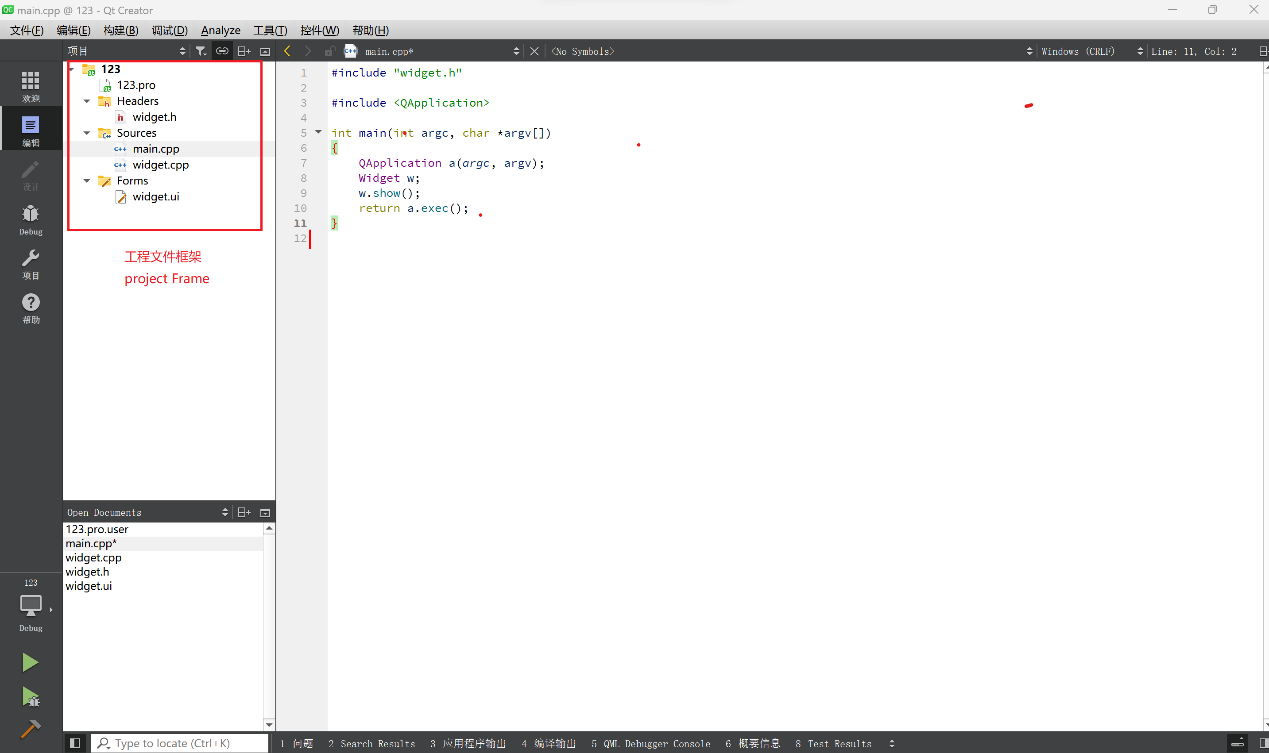 main.cpp @ 123 - Qt Creator
文件(F) 编辑(E) 构建(B) 调试(D) Analyze 工具(T) 控件(W) 帮助(H)
项目 main.cpp* <No Symbols> Windows (CRLF) Line: 11, Col: 2
欢迎
编辑
设计
Debug
项目
帮助
123
Debug
123
123.pro
Headers
widget.h
Sources
main.cpp
widget.cpp
Forms
widget.ui
工程文件框架
project Frame
Open Documents
123.pro.user
main.cpp*
widget.cpp
widget.h
widget.ui
1 #include "widget.h"
2
3 #include <QApplication>
4
5 int main(int argc, char *argv[])
6 {
7 QApplication a(argc, argv);
8 Widget w;
9 w.show();
10 return a.exec();
11 }
12
Type to locate (Ctrl+K) 1 问题 2 Search Results 3 应用程序输出 4 编译输出 5 QML Debugger Console 6 概要信息 8 Test Results